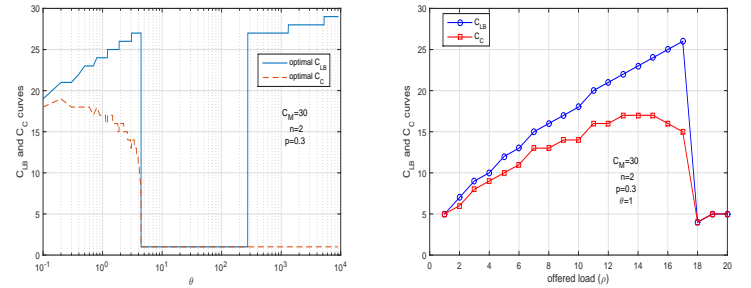 30
25
20
15
10
5
0
C_LB and C_C curves
optimal C_LB
optimal C_C
C_M=30
n=2
p=0.3
10^-1
10^0
10^1
10^2
10^3
10^4
θ
30
25
20
15
10
5
0
C_LB and C_C curves
C_LB
C_C
C_M=30
n=2
p=0.3
θ=1
0 2 4 6 8 10 12 14 16 18 20
offered load (ρ)